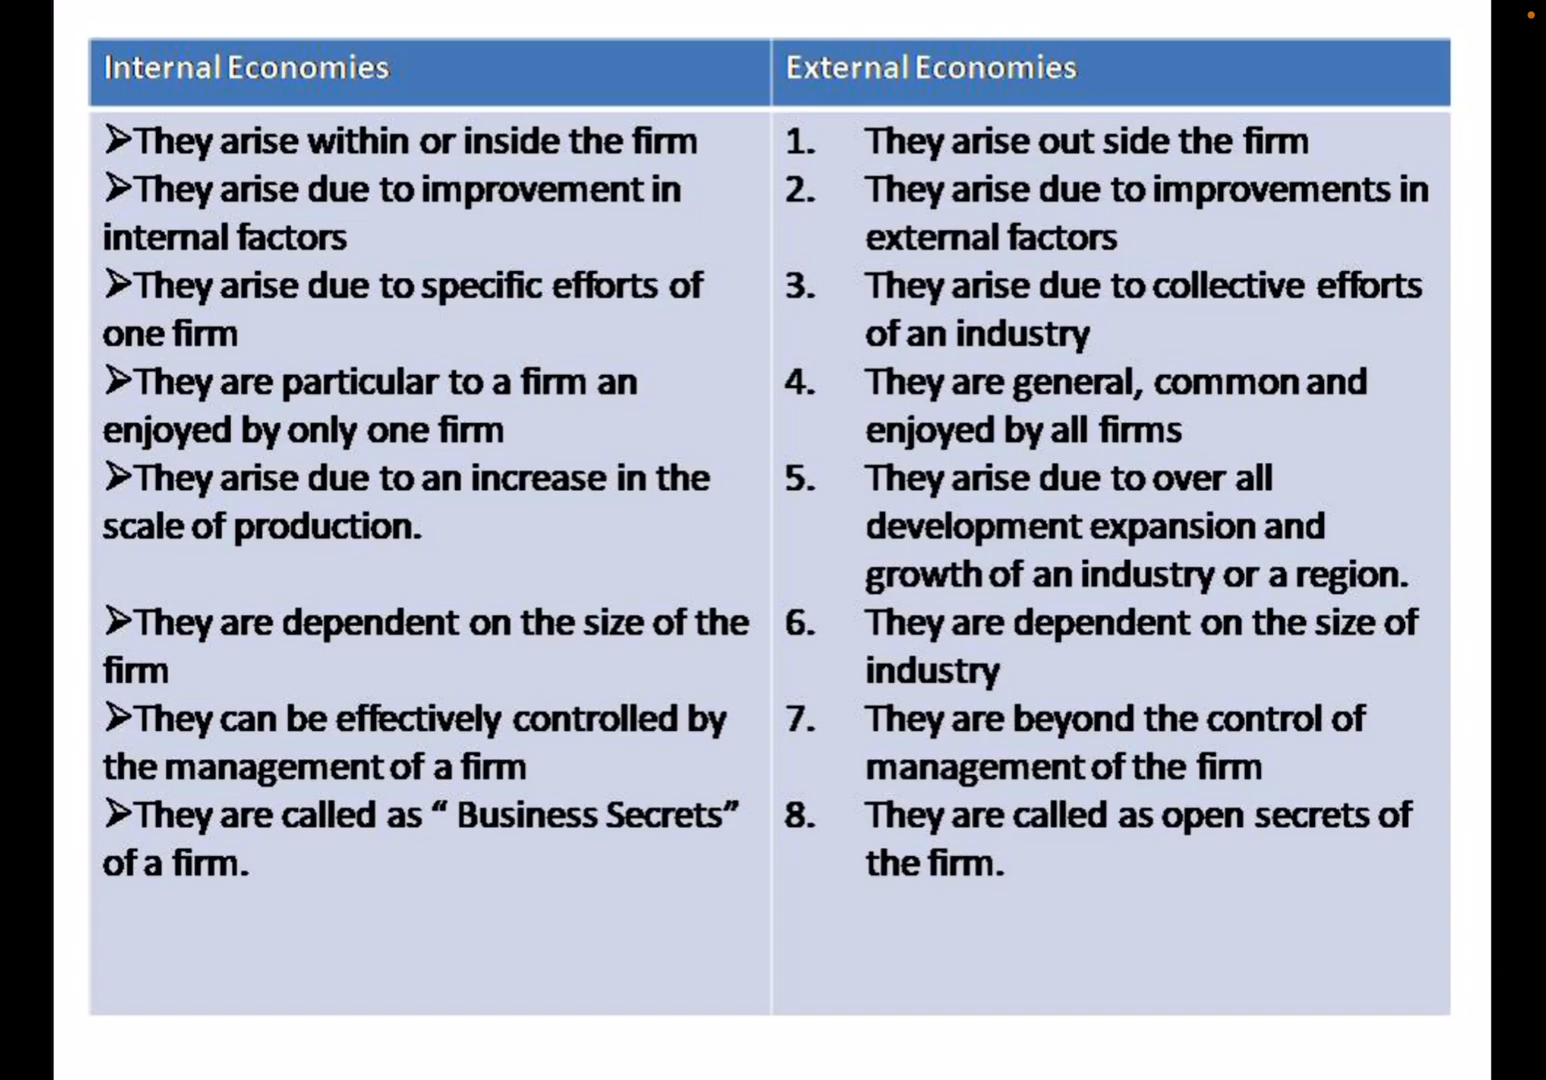 Internal Economies
External Economies
➢They arise within or inside the firm
➢They arise due to improvement in
internal factors
➢They arise due to specific efforts of
one firm
➢They are particular to a firm an
enjoyed by only one firm
➢They arise due to an increase in the
scale of production.
➢They are dependent on the size of the
firm
➢They can be effectively controlled by
the management of a firm
➢They are called as “ Business Secrets”
of a firm.
1. They arise out side the firm
2. They arise due to improvements in
external factors
3. They arise due to collective efforts
of an industry
4. They are general, common and
enjoyed by all firms
5. They arise due to over all
development expansion and
growth of an industry or a region.
6. They are dependent on the size of
industry
7. They are beyond the control of
management of the firm
8. They are called as open secrets of
the firm.